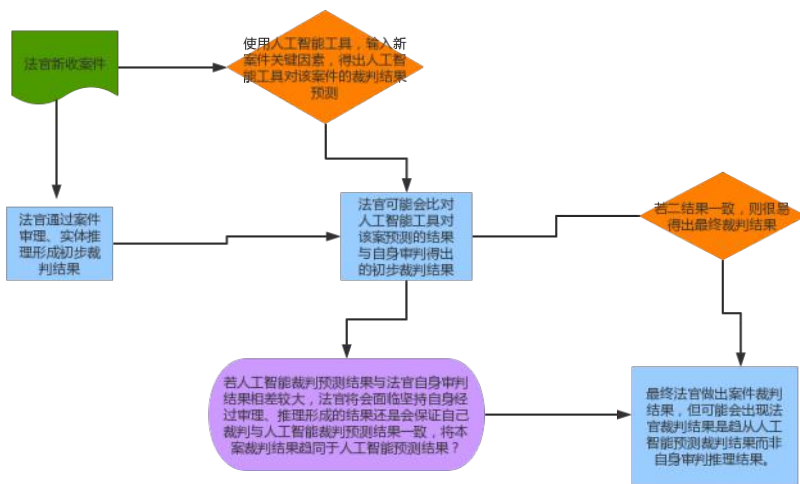 法官新收案件
使用人工智能工具，输入新
案件关键因素，得出人工智
能工具对该案件的裁判结果
预测
法官通过案件
审理、实体推
理形成初步裁
判结果
法官可能会比对
人工智能工具对
该案预测的结果
与自身审判得出
的初步裁判结果
若二结果一致，则很易
得出最终裁判结果
若人工智能裁判预测结果与法官自身审判
结果相差较大，法官将会面临坚持自身经
过审理、推理形成的结果还是会保证自己
裁判与人工智能裁判预测结果一致，将本
案裁判结果趋同于人工智能预测结果？
最终法官做出案件裁判
结果，但可能会出现法
官裁判结果是趋从人工
智能预测裁判结果而非
自身审判推理结果。